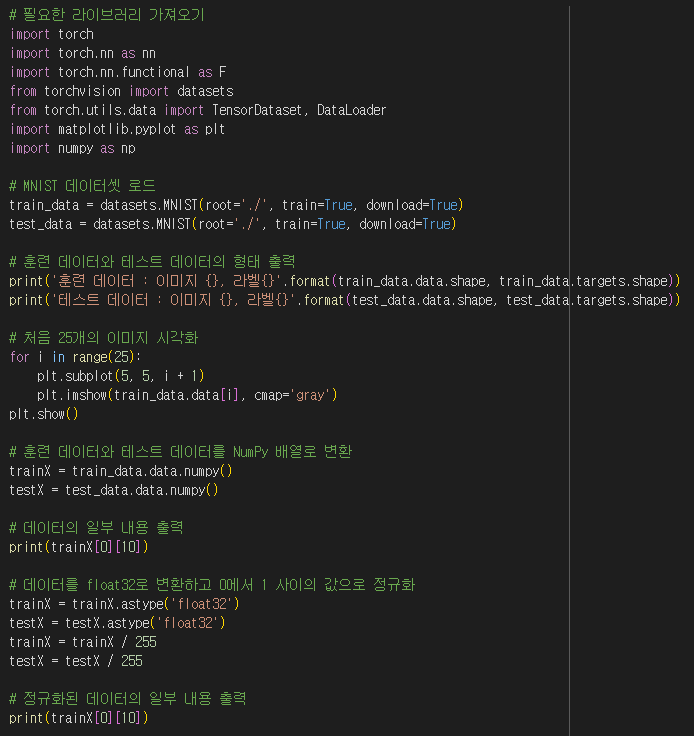 # 필요한 라이브러리 가져오기
import torch
import torch.nn as nn
import torch.nn.functional as F
from torchvision import datasets
from torch.utils.data import TensorDataset, DataLoader
import matplotlib.pyplot as plt
import numpy as np
# MNIST 데이터셋 로드
train_data = datasets.MNIST(root='./', train=True, download=True)
test_data = datasets.MNIST(root='./', train=True, download=True)
# 훈련 데이터와 테스트 데이터의 형태 출력
print('훈련 데이터 : 이미지 {}, 라벨{}'.format(train_data.data.shape, train_data.targets.shape))
print('테스트 데이터 : 이미지 {}, 라벨{}'.format(test_data.data.shape, test_data.targets.shape))
# 처음 25개의 이미지 시각화
for i in range(25):
    plt.subplot(5, 5, i + 1)
    plt.imshow(train_data.data[i], cmap='gray')
plt.show()
# 훈련 데이터와 테스트 데이터를 NumPy 배열로 변환
trainX = train_data.data.numpy()
testX = test_data.data.numpy()
# 데이터의 일부 내용 출력
print(trainX[0][10])
# 데이터를 float32로 변환하고 0에서 1 사이의 값으로 정규화
trainX = trainX.astype('float32')
testX = testX.astype('float32')
trainX = trainX / 255
testX = testX / 255
# 정규화된 데이터의 일부 내용 출력
print(trainX[0][10])